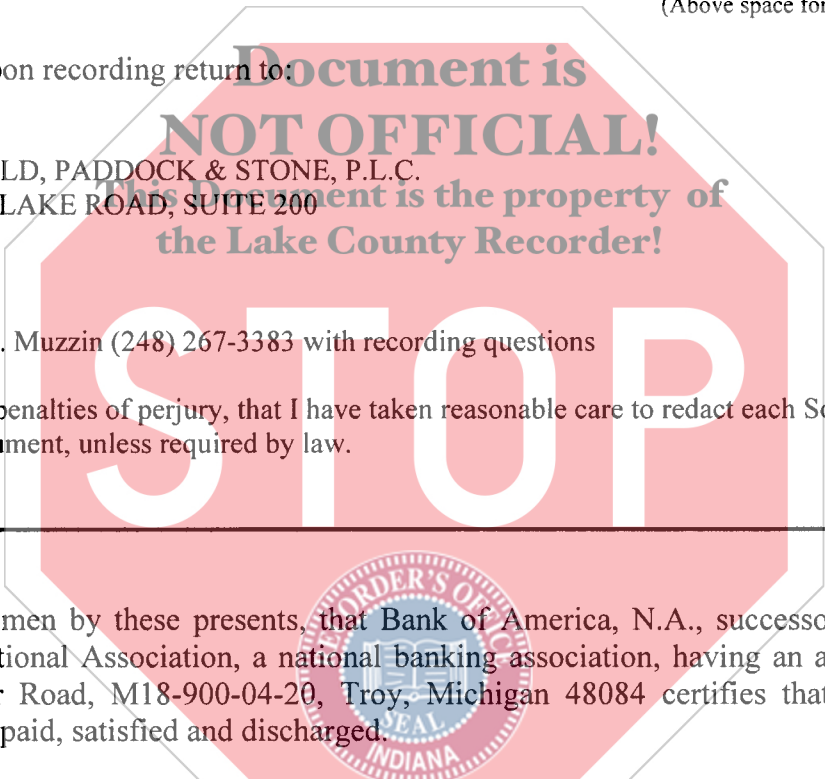 (Above space for
on recording return to:
Document is
NOT OFFICIAL!
LD, PADDOCK & STONE, P.L.C.
This Document is the property of
LAKE ROAD, SUITE 200
the Lake County Recorder!
. Muzzin (248) 267-3383 with recording questions
penalties of perjury, that I have taken reasonable care to redact each So
ment, unless required by law.
STOP
men by these presents, that Bank of America, N.A., successo
tional Association, a national banking association, having an a
r Road, M18-900-04-20, Troy, Michigan 48084 certifies that
paid, satisfied and discharged.
RECORDER'S OFFICE
SEAL
INDIANA